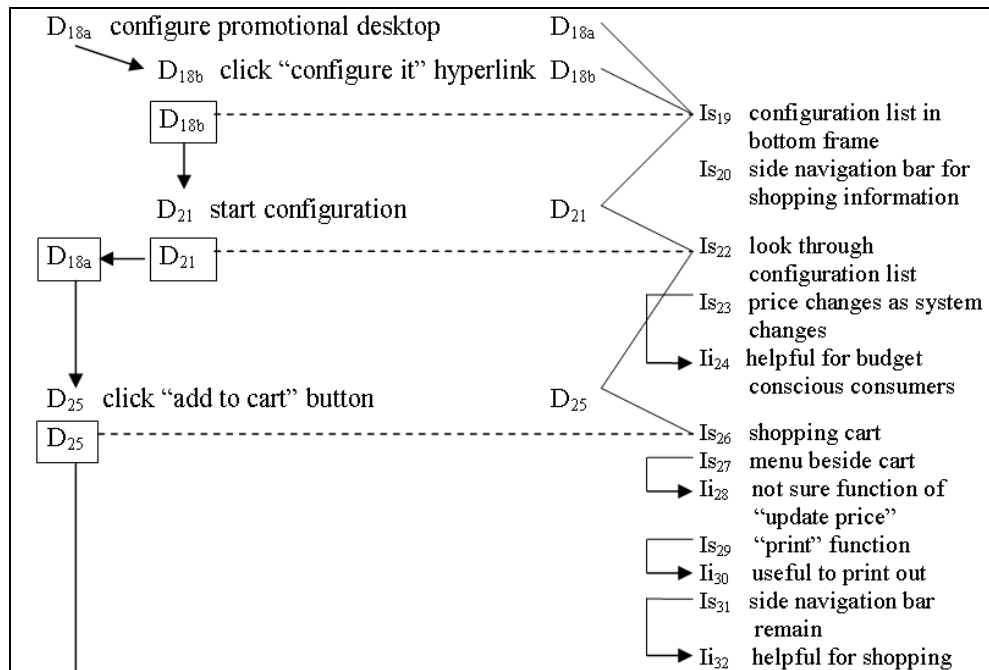 D18a configure promotional desktop D18a
D18b click “configure it” hyperlink D18b
D18b Is19 configuration list in
bottom frame
Is20 side navigation bar for
shopping information
D21 start configuration D21
D18a D21 Is22 look through
configuration list
Is23 price changes as system
changes
Ii24 helpful for budget
conscious consumers
D25 click “add to cart” button D25
D25 Is26 shopping cart
Is27 menu beside cart
Ii28 not sure function of
“update price”
Is29 “print” function
Ii30 useful to print out
Is31 side navigation bar
remain
Ii32 helpful for shopping